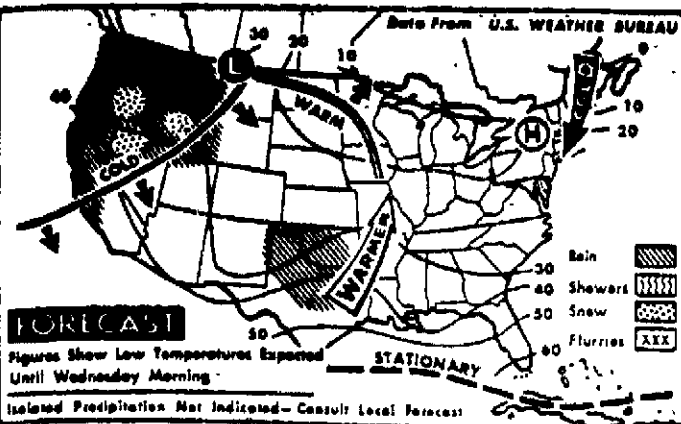 Data From U.S. WEATHER BUREAU
30
20
10
0
L
40
WARM
COLD
H
10
20
COLD
WARMER
30
40
50
60
50
Rain
Showers
Snow
Flurries XXX
FORECAST
Figures Show Low Temperatures Expected
Until Wednesday Morning
STATIONARY
Isolated Precipitation Not Indicated— Consult Local Forecast